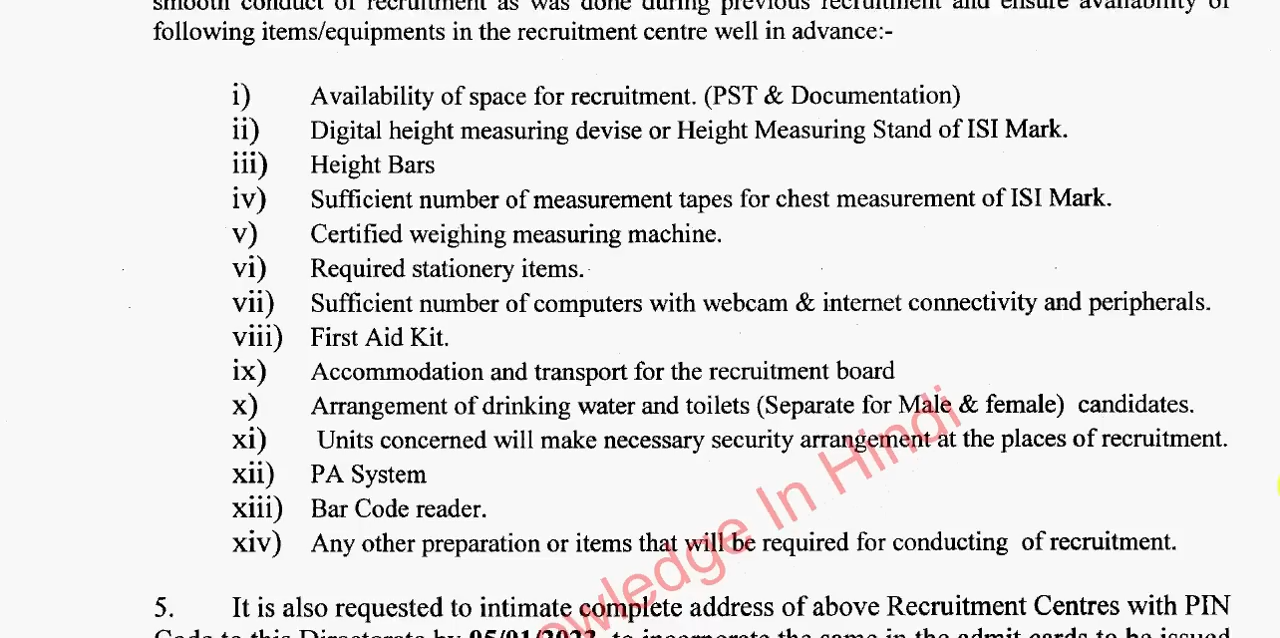 smooth conduct of recruitment as was done during previous recruitment and ensure availability of
following items/equipments in the recruitment centre well in advance:-
i) Availability of space for recruitment. (PST & Documentation)
ii) Digital height measuring devise or Height Measuring Stand of ISI Mark.
iii) Height Bars
iv) Sufficient number of measurement tapes for chest measurement of ISI Mark.
v) Certified weighing measuring machine.
vi) Required stationery items.
vii) Sufficient number of computers with webcam & internet connectivity and peripherals.
viii) First Aid Kit.
ix) Accommodation and transport for the recruitment board
x) Arrangement of drinking water and toilets (Separate for Male & female) candidates.
xi) Units concerned will make necessary security arrangement at the places of recruitment.
xii) PA System
xiii) Bar Code reader.
xiv) Any other preparation or items that will be required for conducting of recruitment.
In Hindi
5. It is also requested to intimate complete address of above Recruitment Centres with PIN
Code to this Directorate by to incorporate the same in the admit cards to be issued